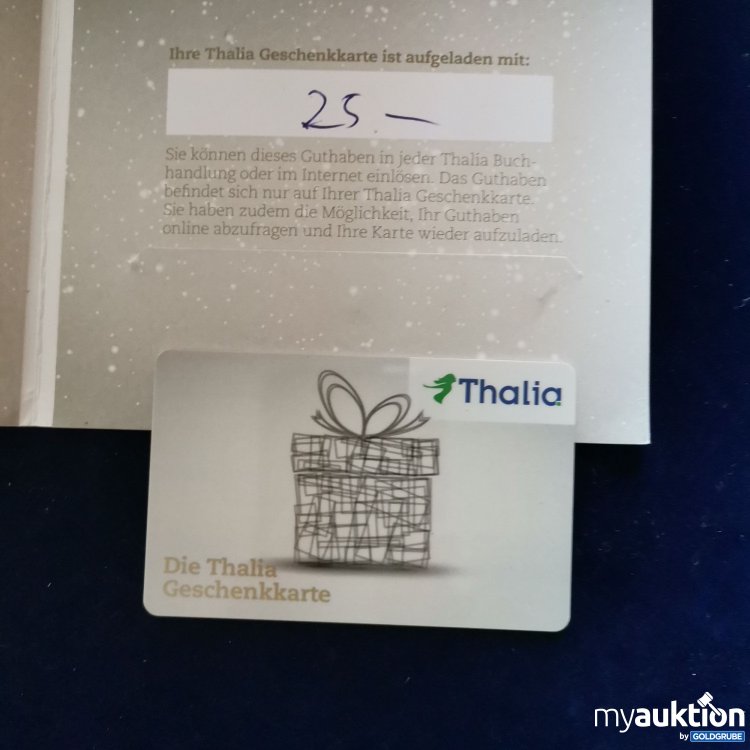 Ihre Thalia Geschenkkarte ist aufgeladen mit:
25.—
Sie können dieses Guthaben in jeder Thalia Buch-
handlung oder im Internet einlösen. Das Guthaben
befindet sich nur auf Ihrer Thalia Geschenkkarte.
Sie haben zudem die Möglichkeit, Ihr Guthaben
online abzufragen und Ihre Karte wieder aufzuladen.
Thalia
Die Thalia
Geschenkkarte
myauktion
by GOLDGRUBE